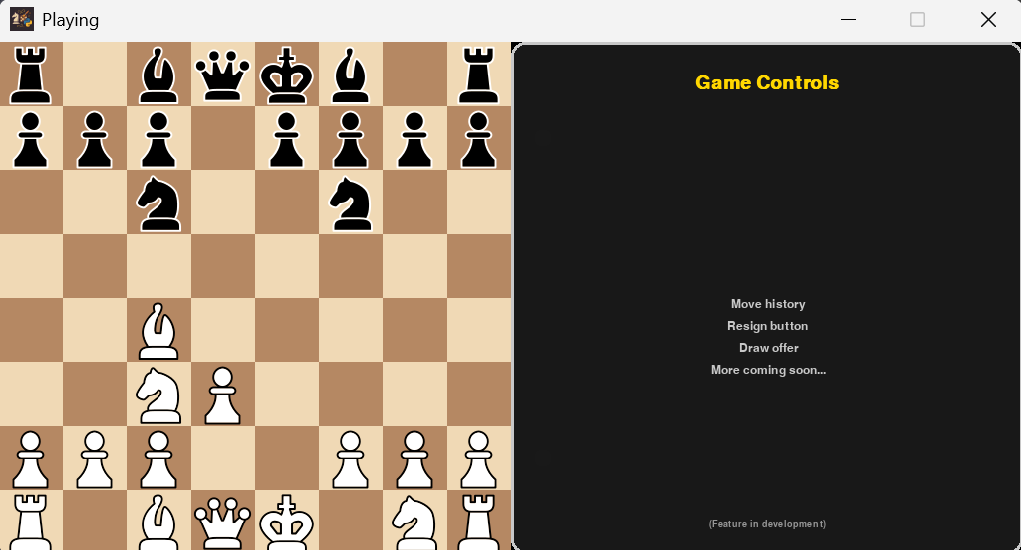 Playing
Game Controls
Move history
Resign button
Draw offer
More coming soon...
(Feature in development)